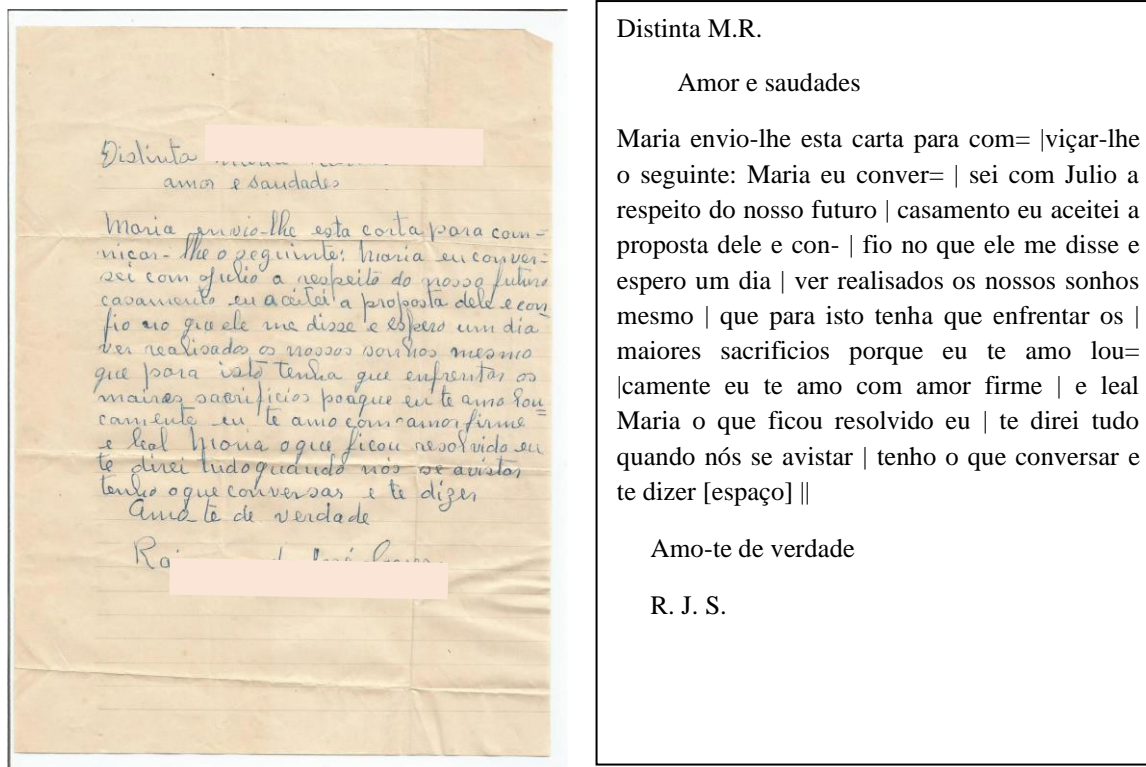 Distinta
amor e saudades
Maria envio-lhe esta carta para com=
niçar-lhe o seguinte: Maria eu conver=
sei com Julio a respeito do nosso futuro
casamento eu aceitei a proposta dele e con
fio no que ele me disse e espero um dia
ver realisados os nossos sonhos mesmo
que para isto tenha que enfrentar os
maires sacrificios porque eu te amo lou=
camente eu te amo com amor firme
e leal Maria o que ficou resolvido eu
te direi tudo quando nós se avistar
tenho o que conversar e te dizer
Amo-te de verdade
Distinta M.R.
Amor e saudades
Maria envio-lhe esta carta para com= |viçar-lhe
o seguinte: Maria eu conver= | sei com Julio a
respeito do nosso futuro | casamento eu aceitei a
proposta dele e con- | fio no que ele me disse e
espero um dia | ver realisados os nossos sonhos
mesmo | que para isto tenha que enfrentar os |
maiores sacrificios porque eu te amo lou=
|camente eu te amo com amor firme | e leal
Maria o que ficou resolvido eu | te direi tudo
quando nós se avistar | tenho o que conversar e
te dizer [espaço] ||
Amo-te de verdade
R. J. S.